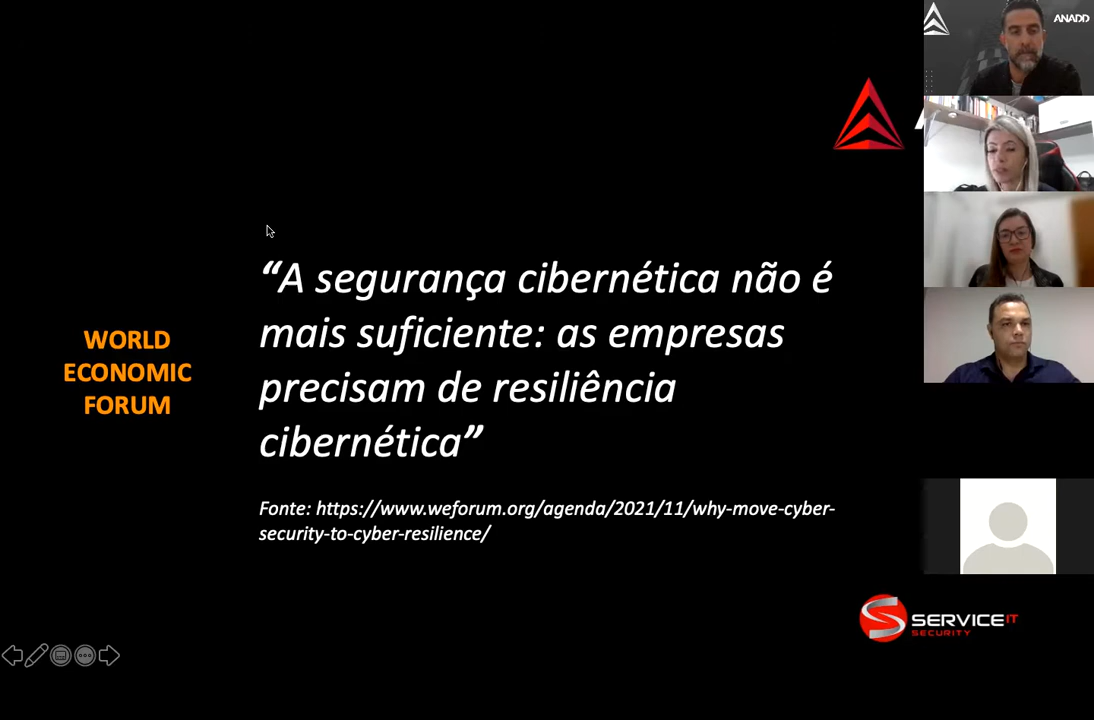 ANADD
WORLD
ECONOMIC
FORUM
“A segurança cibernética não é
mais suficiente: as empresas
precisam de resiliência
cibernética”
Fonte: https://www.weforum.org/agenda/2021/11/why-move-cyber-
security-to-cyber-resilience/
SERVICE IT
SECURITY